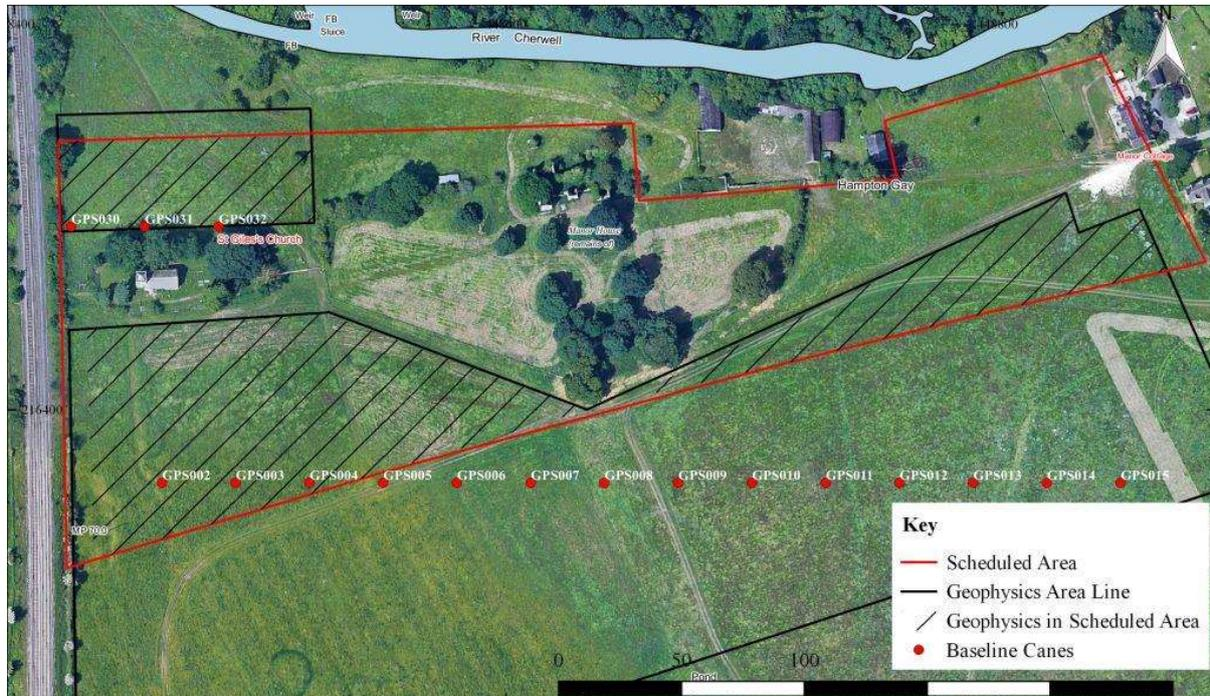 8400
Weir
FB
Sluice
Weir
FB
River Cherwell
448800
N
Manor Cottage
Hampton Gay
GPS030 GPS031 GPS032
St Giles's Church
Manor House
(remains of)
216400
GPS002 GPS003 GPS004 GPS005 GPS006 GPS007 GPS008 GPS009 GPS010 GPS011 GPS012 GPS013 GPS014 GPS015
MP 70.0
Key
Scheduled Area
Geophysics Area Line
Geophysics in Scheduled Area
Baseline Canes
0 50 100
Pond